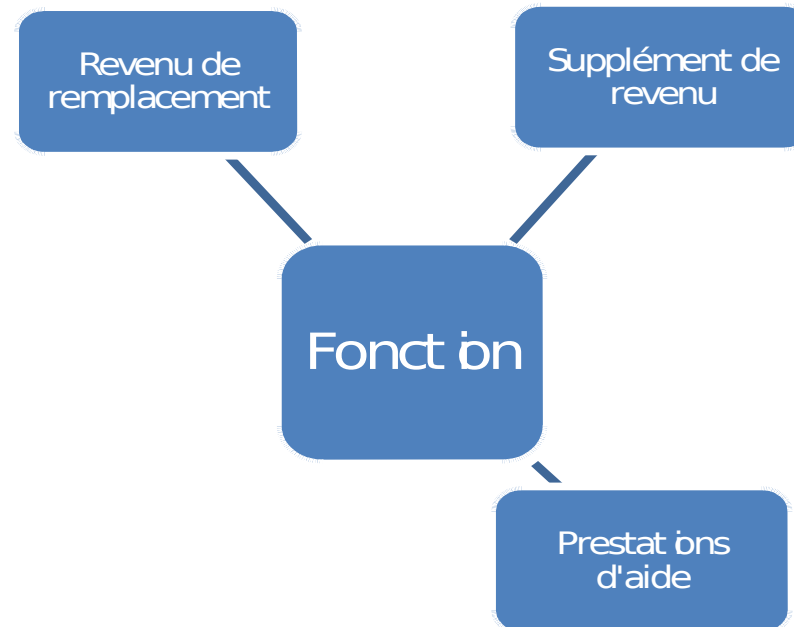 Revenu de
remplacement
Supplément de
revenu
Fonction
Prestations
d'aide